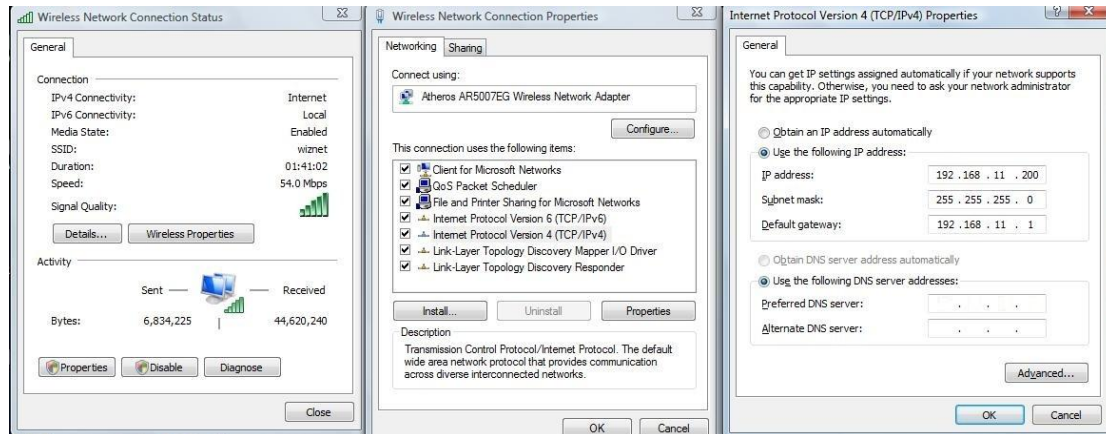 Wireless Network Connection Status
General
Connection
IPv4 Connectivity: Internet
IPv6 Connectivity: Local
Media State: Enabled
SSID: wiznet
Duration: 01:41:02
Speed: 54.0 Mbps
Signal Quality:
Details... Wireless Properties
Activity
Sent — — Received
Bytes: 6,834,225 | 44,620,240
Properties Disable Diagnose
Close
Wireless Network Connection Properties
Networking Sharing
Connect using:
Atheros AR5007EG Wireless Network Adapter
Configure...
This connection uses the following items:
Client for Microsoft Networks
QoS Packet Scheduler
File and Printer Sharing for Microsoft Networks
Internet Protocol Version 6 (TCP/IPv6)
Internet Protocol Version 4 (TCP/IPv4)
Link-Layer Topology Discovery Mapper I/O Driver
Link-Layer Topology Discovery Responder
Install... Uninstall Properties
Description
Transmission Control Protocol/Internet Protocol. The default
wide area network protocol that provides communication
across diverse interconnected networks.
OK Cancel
Internet Protocol Version 4 (TCP/IPv4) Properties
General
You can get IP settings assigned automatically if your network supports
this capability. Otherwise, you need to ask your network administrator
for the appropriate IP settings.
Obtain an IP address automatically
Use the following IP address:
IP address: 192 . 168 . 11 . 200
Subnet mask: 255 . 255 . 255 . 0
Default gateway: 192 . 168 . 11 . 1
Obtain DNS server address automatically
Use the following DNS server addresses:
Preferred DNS server: . . .
Alternate DNS server: . . .
Advanced...
OK Cancel